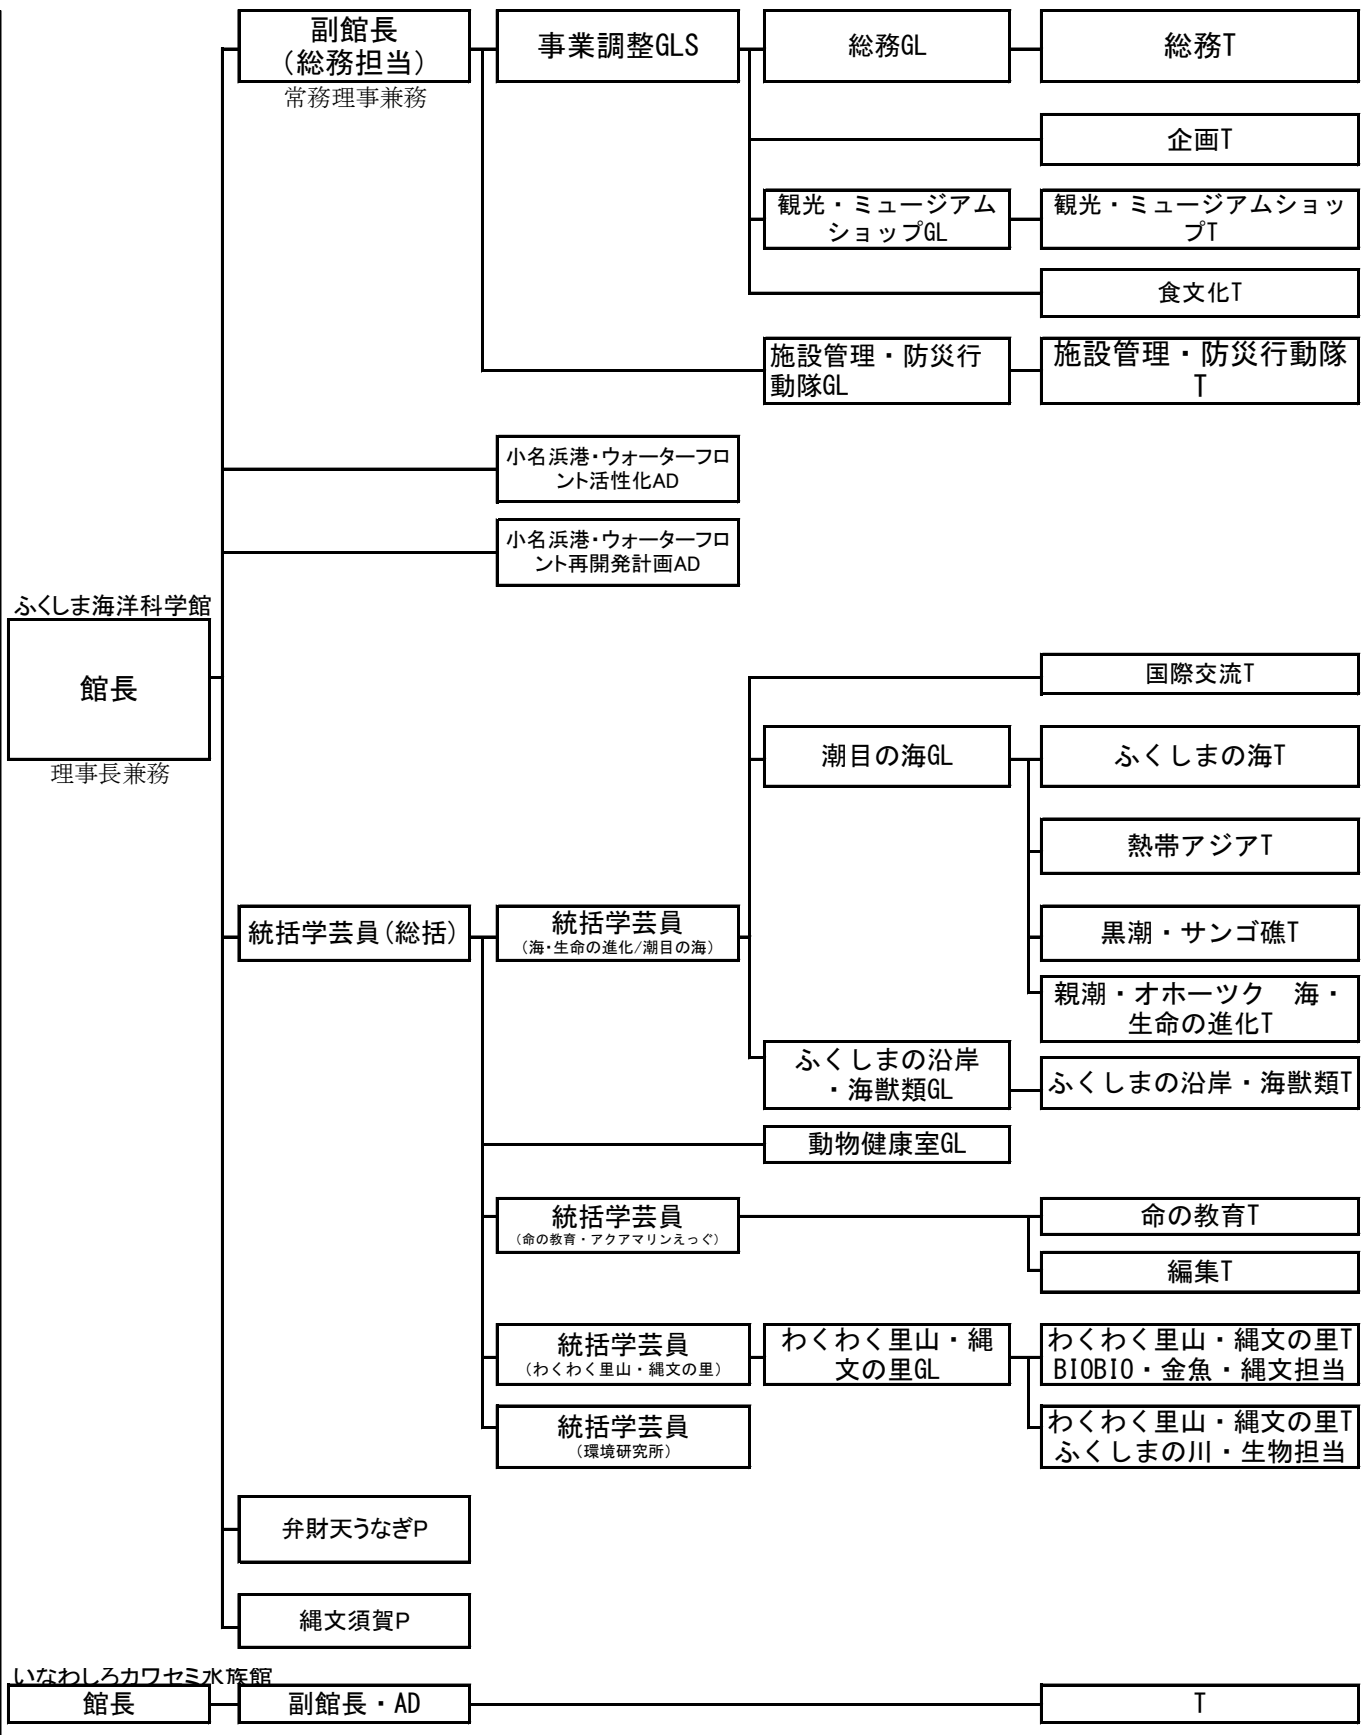 副館長
（総務担当）
常務理事兼務
事業調整GLS
総務GL
総務T
企画T
観光・ミュージアム
ショップGL
観光・ミュージアムショッ
プT
食文化T
施設管理・防災行
動隊GL
施設管理・防災行動隊
T
小名浜港・ウォーターフロ
ント活性化AD
小名浜港・ウォーターフロ
ント再開発計画AD
ふくしま海洋科学館
館長
理事長兼務
国際交流T
潮目の海GL
ふくしまの海T
熱帯アジアT
統括学芸員(総括)
統括学芸員
（海・生命の進化/潮目の海）
黒潮・サンゴ礁T
親潮・オホーツク　海・
生命の進化T
ふくしまの沿岸
・海獣類GL
ふくしまの沿岸・海獣類T
動物健康室GL
統括学芸員
（命の教育・アクアマリンえっぐ）
命の教育T
編集T
統括学芸員
（わくわく里山・縄文の里）
わくわく里山・縄
文の里GL
わくわく里山・縄文の里T
BIOBIO・金魚・縄文担当
統括学芸員
（環境研究所）
わくわく里山・縄文の里T
ふくしまの川・生物担当
弁財天うなぎP
縄文須賀P
いなわしろカワセミ水族館
館長
副館長・AD
T